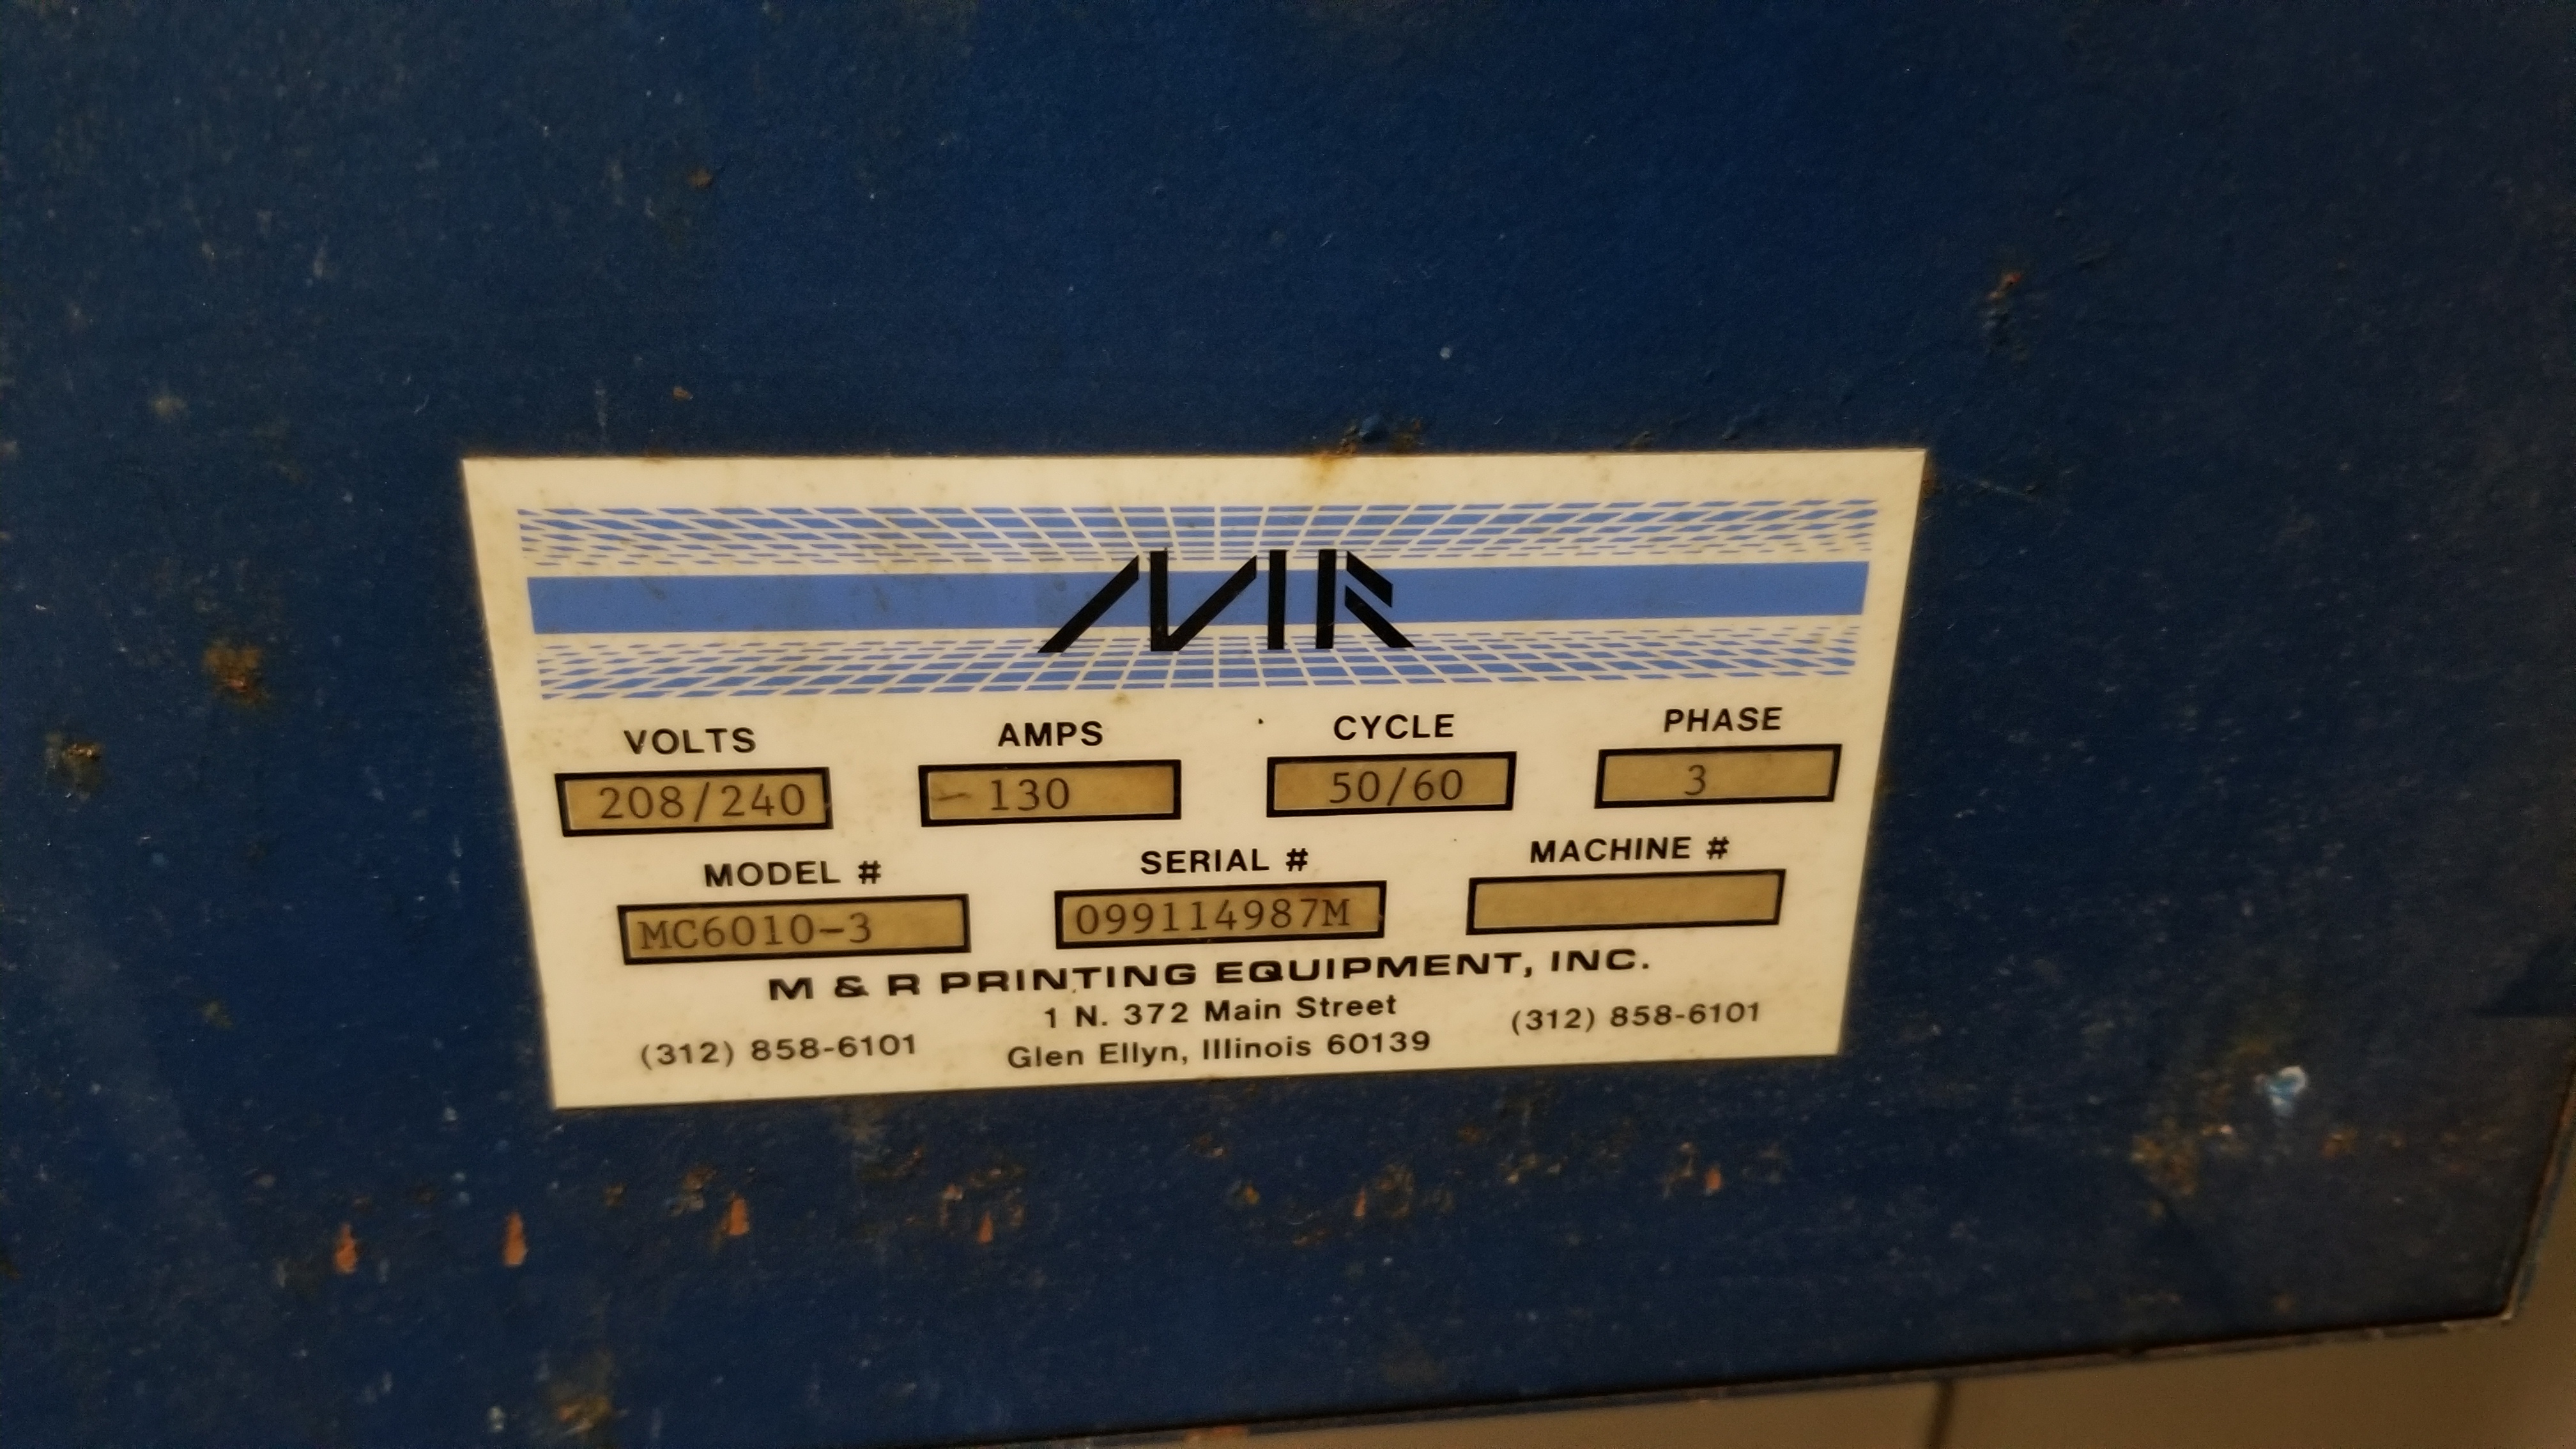 MR
VOLTS AMPS CYCLE PHASE
208/240 130 50/60 3
MODEL # SERIAL # MACHINE #
MC6010-3 099114987M
M & R PRINTING EQUIPMENT, INC.
1 N. 372 Main Street
(312) 858-6101 Glen Ellyn, Illinois 60139 (312) 858-6101